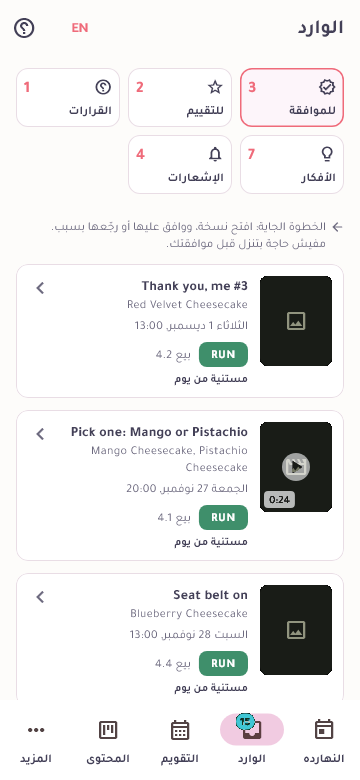 الوارد
EN
3
للموافقة
2
للتقييم
1
القرارات
7
الأفكار
4
الإشعارات
← الخطوة الجاية: افتح نسخة، ووافق عليها أو رجّعها بسبب.
مفيش حاجة بتنزل قبل موافقتك.
Thank you, me #3
Red Velvet Cheesecake
الثلاثاء 1 ديسمبر, 13:00
RUN بيع 4.2
مستنية من يوم
Pick one: Mango or Pistachio
Mango Cheesecake, Pistachio
Cheesecake
الجمعة 27 نوفمبر, 20:00
RUN بيع 4.1
مستنية من يوم
0:24
Seat belt on
Blueberry Cheesecake
السبت 28 نوفمبر, 13:00
RUN بيع 4.4
مستنية من يوم
النهارده
الوارد
التقويم
المحتوى
المزيد